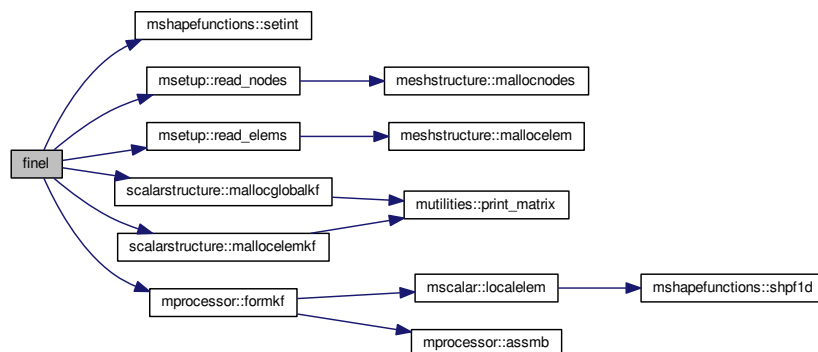 mshapefunctions::setint
msetup::read_nodes
meshstructure::mallocnodes
msetup::read_elems
meshstructure::mallocelem
finel
scalarstructure::mallocglobalkf
mutilities::print_matrix
scalarstructure::mallocelemkf
mprocessor::formkf
mscalar::localelem
mshapefunctions::shpf1d
mprocessor::assmb